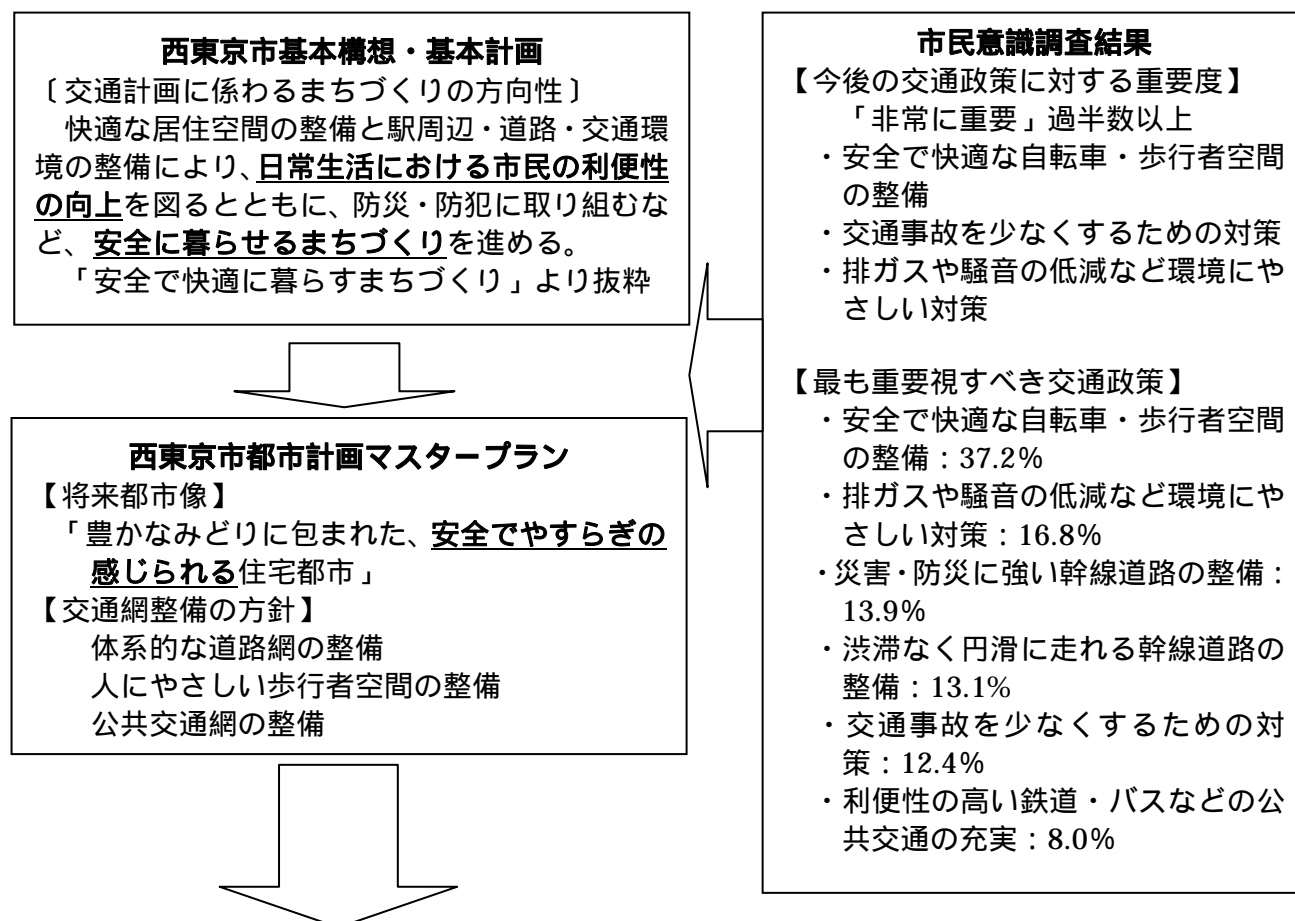 西東京市基本構想・基本計画
〔交通計画に係わるまちづくりの方向性〕
快適な居住空間の整備と駅周辺・道路・交通環
境の整備により、日常生活における市民の利便性
の向上を図るとともに、防災・防犯に取り組むな
ど、安全に暮らせるまちづくりを進める。
「安全で快適に暮らすまちづくり」より抜粋
西東京市都市計画マスタープラン
【将来都市像】
「豊かなみどりに包まれた、安全でやすらぎの
感じられる住宅都市」
【交通網整備の方針】
体系的な道路網の整備
人にやさしい歩行者空間の整備
公共交通網の整備
市民意識調査結果
【今後の交通政策に対する重要度】
「非常に重要」過半数以上
・安全で快適な自転車・歩行者空間
の整備
・交通事故を少なくするための対策
・排ガスや騒音の低減など環境にや
さしい対策
【最も重要視すべき交通政策】
・安全で快適な自転車・歩行者空間
の整備：37.2%
・排ガスや騒音の低減など環境にや
さしい対策：16.8%
・災害・防災に強い幹線道路の整備：
13.9%
・渋滞なく円滑に走れる幹線道路の
整備：13.1%
・交通事故を少なくするための対
策：12.4%
・利便性の高い鉄道・バスなどの公
共交通の充実：8.0%